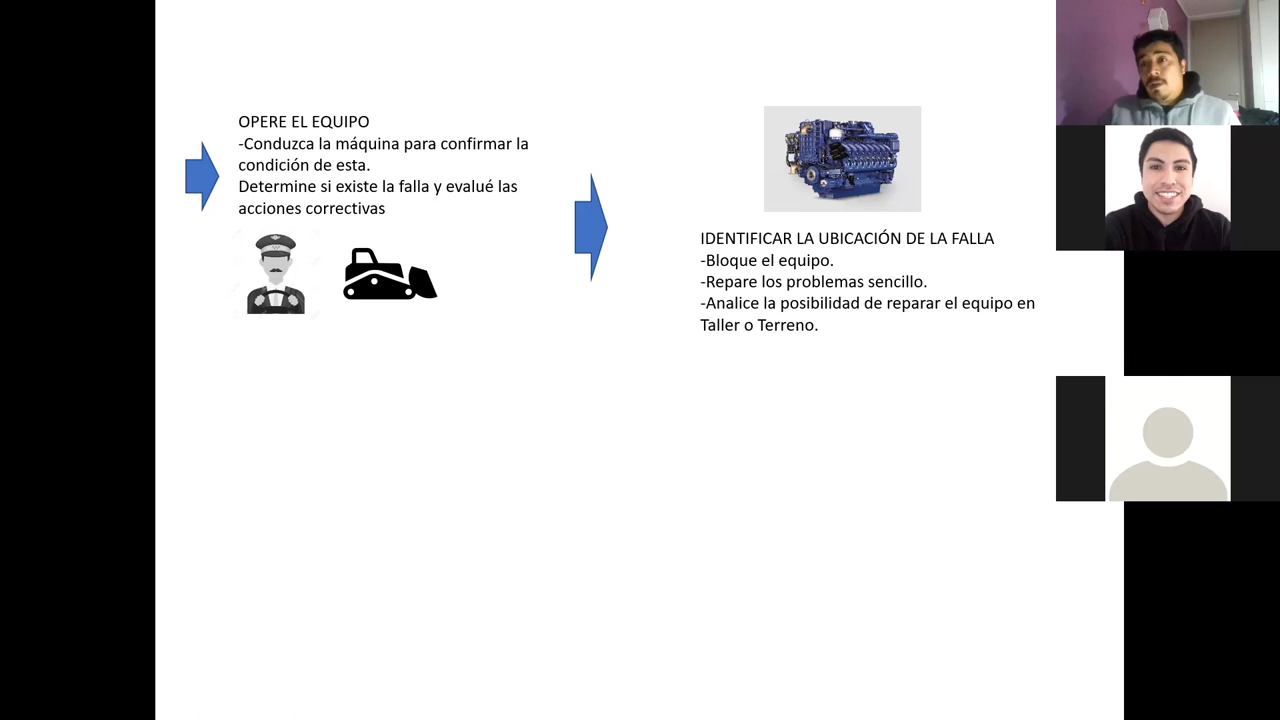 OPERE EL EQUIPO
-Conduzca la máquina para confirmar la
condición de esta.
Determine si existe la falla y evalué las
acciones correctivas
IDENTIFICAR LA UBICACIÓN DE LA FALLA
-Bloque el equipo.
-Repare los problemas sencillo.
-Analice la posibilidad de reparar el equipo en
Taller o Terreno.